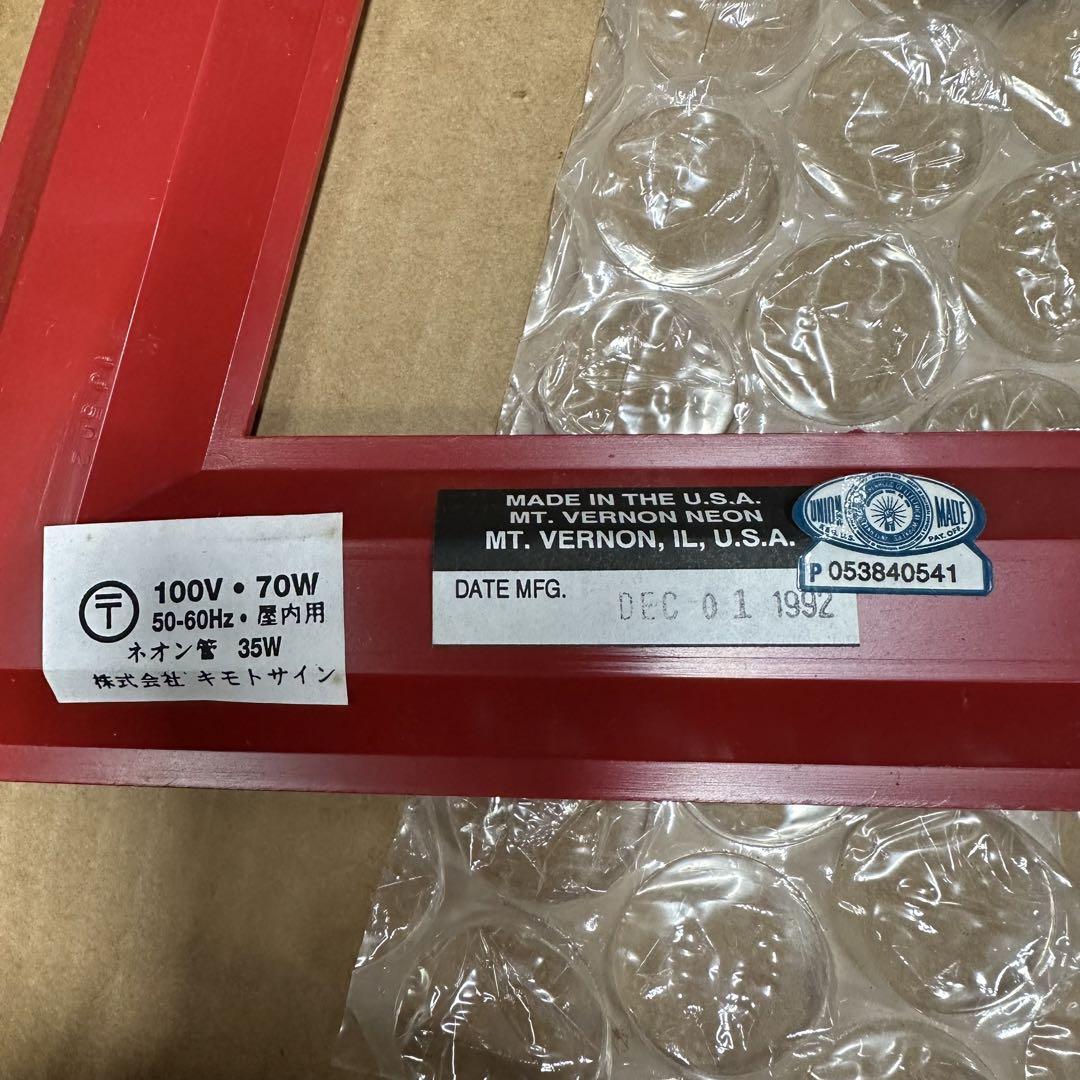 〒 100V・70W
50-60Hz・屋内用
ネオン管 35W
株式会社 キモトサイン
MADE IN THE U.S.A.
MT. VERNON NEON
MT. VERNON, IL, U.S.A.
DATE MFG. DEC 01 1992
UNION MADE
PAT. OFF.
P 053840541